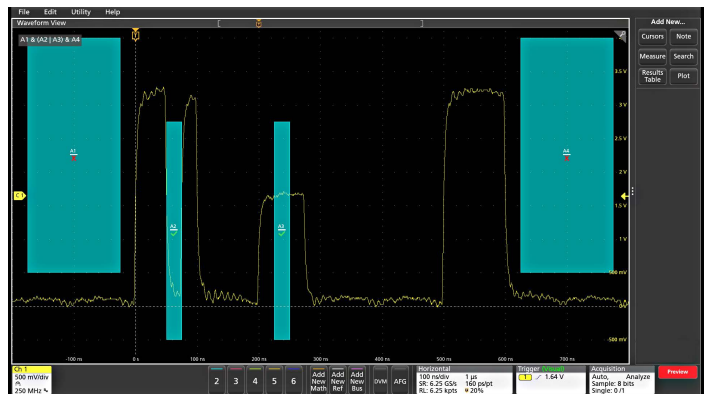 File Edit Utility Help
Waveform View
Add New...
A1 & (A2 | A3) & A4
Cursors Note
Measure Search
Results Table Plot
3.5 V
3 V
2.5 V
A1 A4
2 V
C1
1.5 V
A2 A3
1 V
500 mV
0 V
-500 mV
-100 ns 0 s 100 ns 200 ns 300 ns 400 ns 500 ns 600 ns 700 ns
Ch 1
500 mV/div
250 MHz
2 3 4 5 6
Add New Math
Add New Ref
Add New Bus
DVM AFG
Horizontal
100 ns/div 1 µs
SR: 6.25 GS/s 160 ps/pt
RL: 6.25 kpts 20%
Trigger (Visual)
1 1.64 V
Acquisition
Auto, Analyze
Sample: 8 bits
Single: 0 /1
Preview